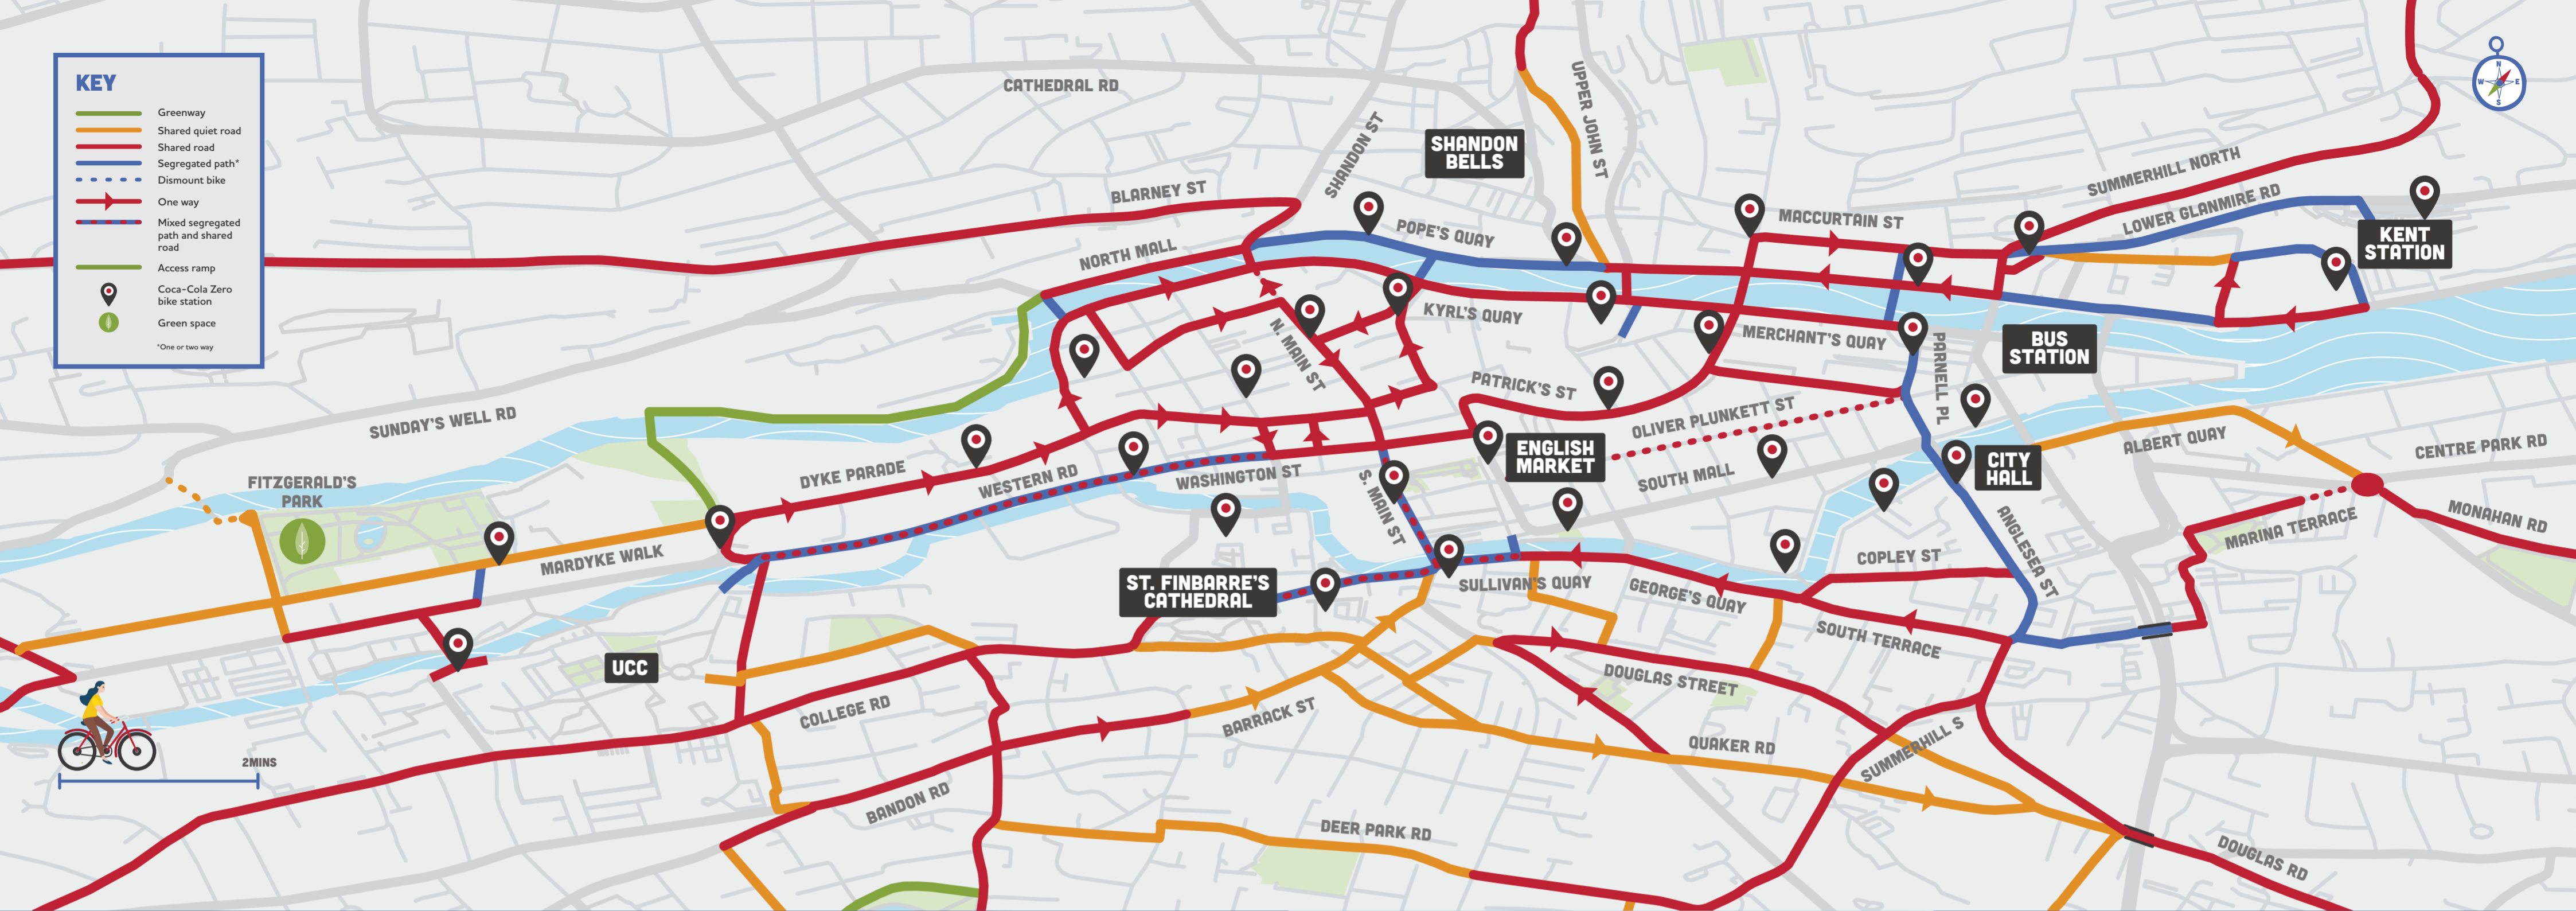 KEY
Greenway
Shared quiet road
Shared road
Segregated path*
Dismount bike
One way
Mixed segregated
path and shared
road
Access ramp
Coca-Cola Zero
bike station
Green space
*One or two way
CATHEDRAL RD
SHANDON ST
SHANDON
BELLS
UPPER JOHN ST
N
W
E
S
BLARNEY ST
NORTH MALL
POPE'S QUAY
MACCURTAIN ST
SUMMERHILL NORTH
LOWER GLANMIRE RD
KENT
STATION
KYRL'S QUAY
MERCHANT'S QUAY
PARNELL PL
BUS
STATION
N. MAIN ST
PATRICK'S ST
OLIVER PLUNKETT ST
SUNDAY'S WELL RD
ENGLISH
MARKET
SOUTH MALL
CITY
HALL
ALBERT QUAY
CENTRE PARK RD
FITZGERALD'S
PARK
DYKE PARADE
WESTERN RD
WASHINGTON ST
S. MAIN ST
MONAHAN RD
MARINA TERRACE
ANGLESEA ST
MARDYKE WALK
ST. FINBARRE'S
CATHEDRAL
SULLIVAN'S QUAY
GEORGE'S QUAY
COPLEY ST
SOUTH TERRACE
UCC
DOUGLAS STREET
COLLEGE RD
BARRACK ST
QUAKER RD
SUMMERHILL S
2MINS
BANDON RD
DEER PARK RD
DOUGLAS RD